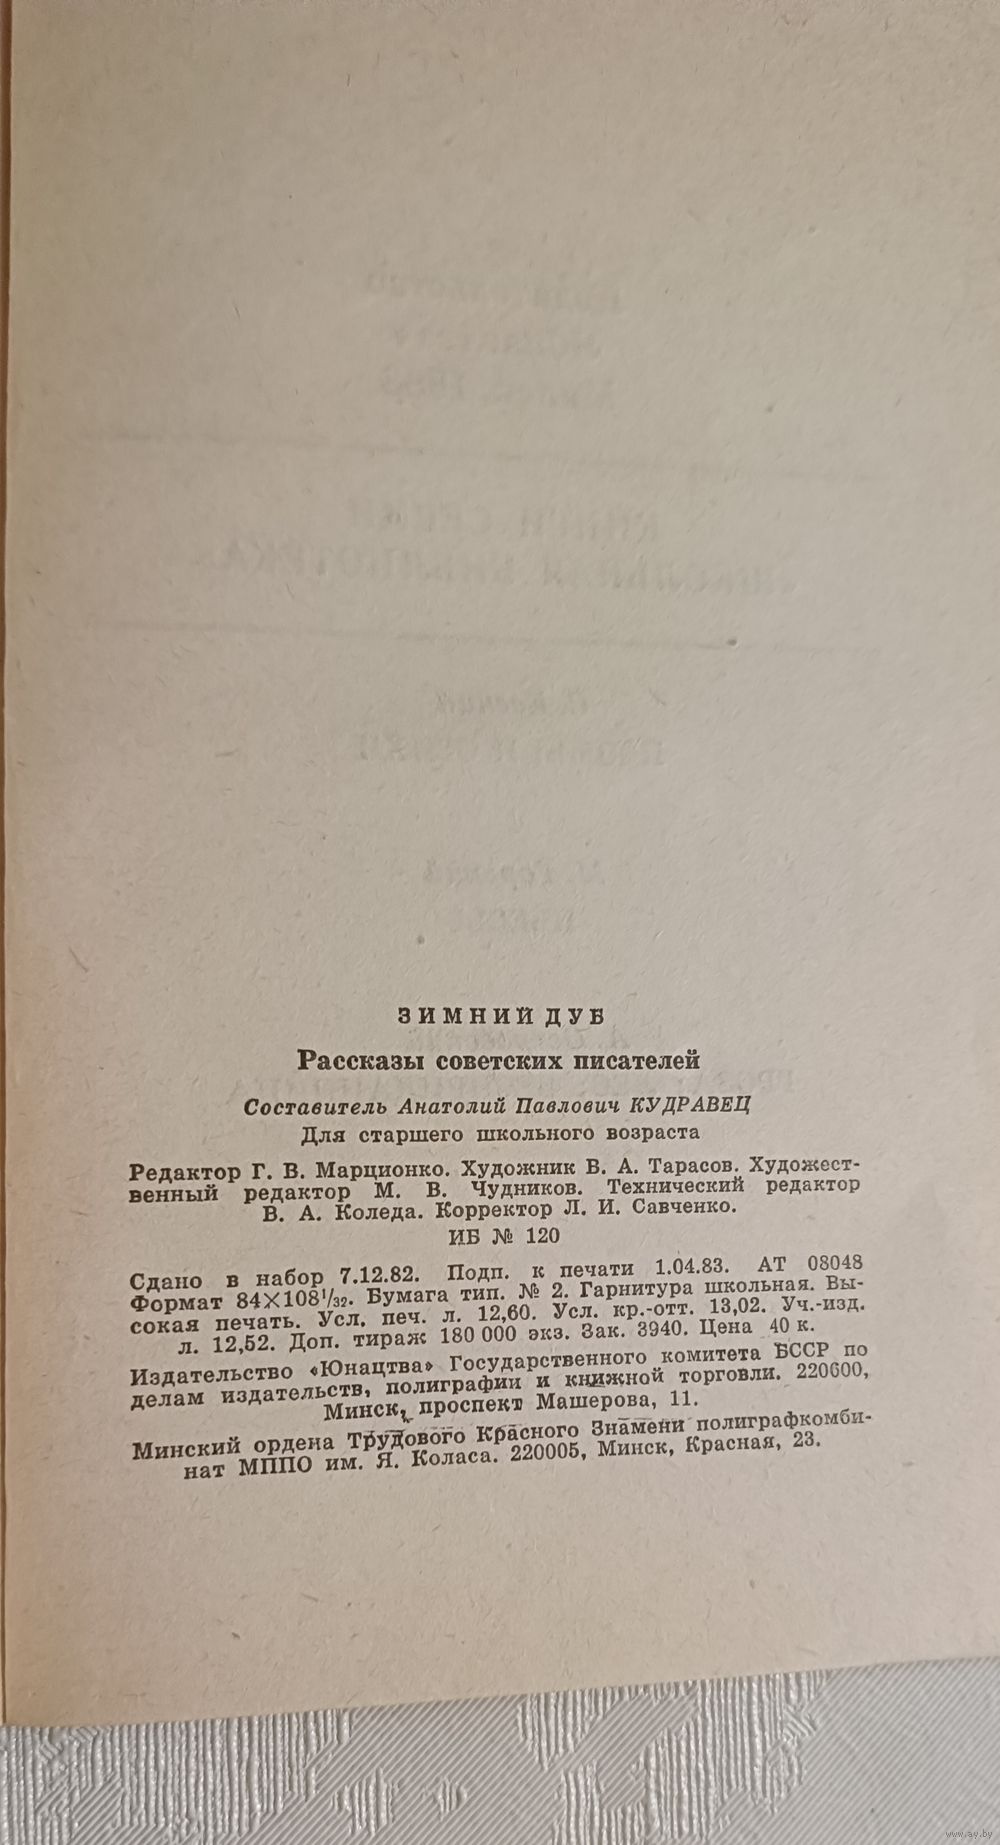 ЗИМНИЙ ДУБ
Рассказы советских писателей
Составитель Анатолий Павлович КУДРАВЕЦ
Для старшего школьного возраста
Редактор Г. В. Марционко. Художник В. А. Тарасов. Художест-
венный редактор М. В. Чудников. Технический редактор
В. А. Коледа. Корректор Л. И. Савченко.
ИБ № 120
Сдано в набор 7.12.82. Подп. к печати 1.04.83. АТ 08048
Формат 84×108¹/₃₂. Бумага тип. № 2. Гарнитура школьная. Вы-
сокая печать. Усл. печ. л. 12,60. Усл. кр.-отт. 13,02. Уч.-изд.
л. 12,52. Доп. тираж 180 000 экз. Зак. 3940. Цена 40 к.
Издательство «Юнацтва» Государственного комитета БССР по
делам издательств, полиграфии и книжной торговли. 220600,
Минск, проспект Машерова, 11.
Минский ордена Трудового Красного Знамени полиграфкомби-
нат МППО им. Я. Коласа. 220005, Минск, Красная, 23.
www.ay.by